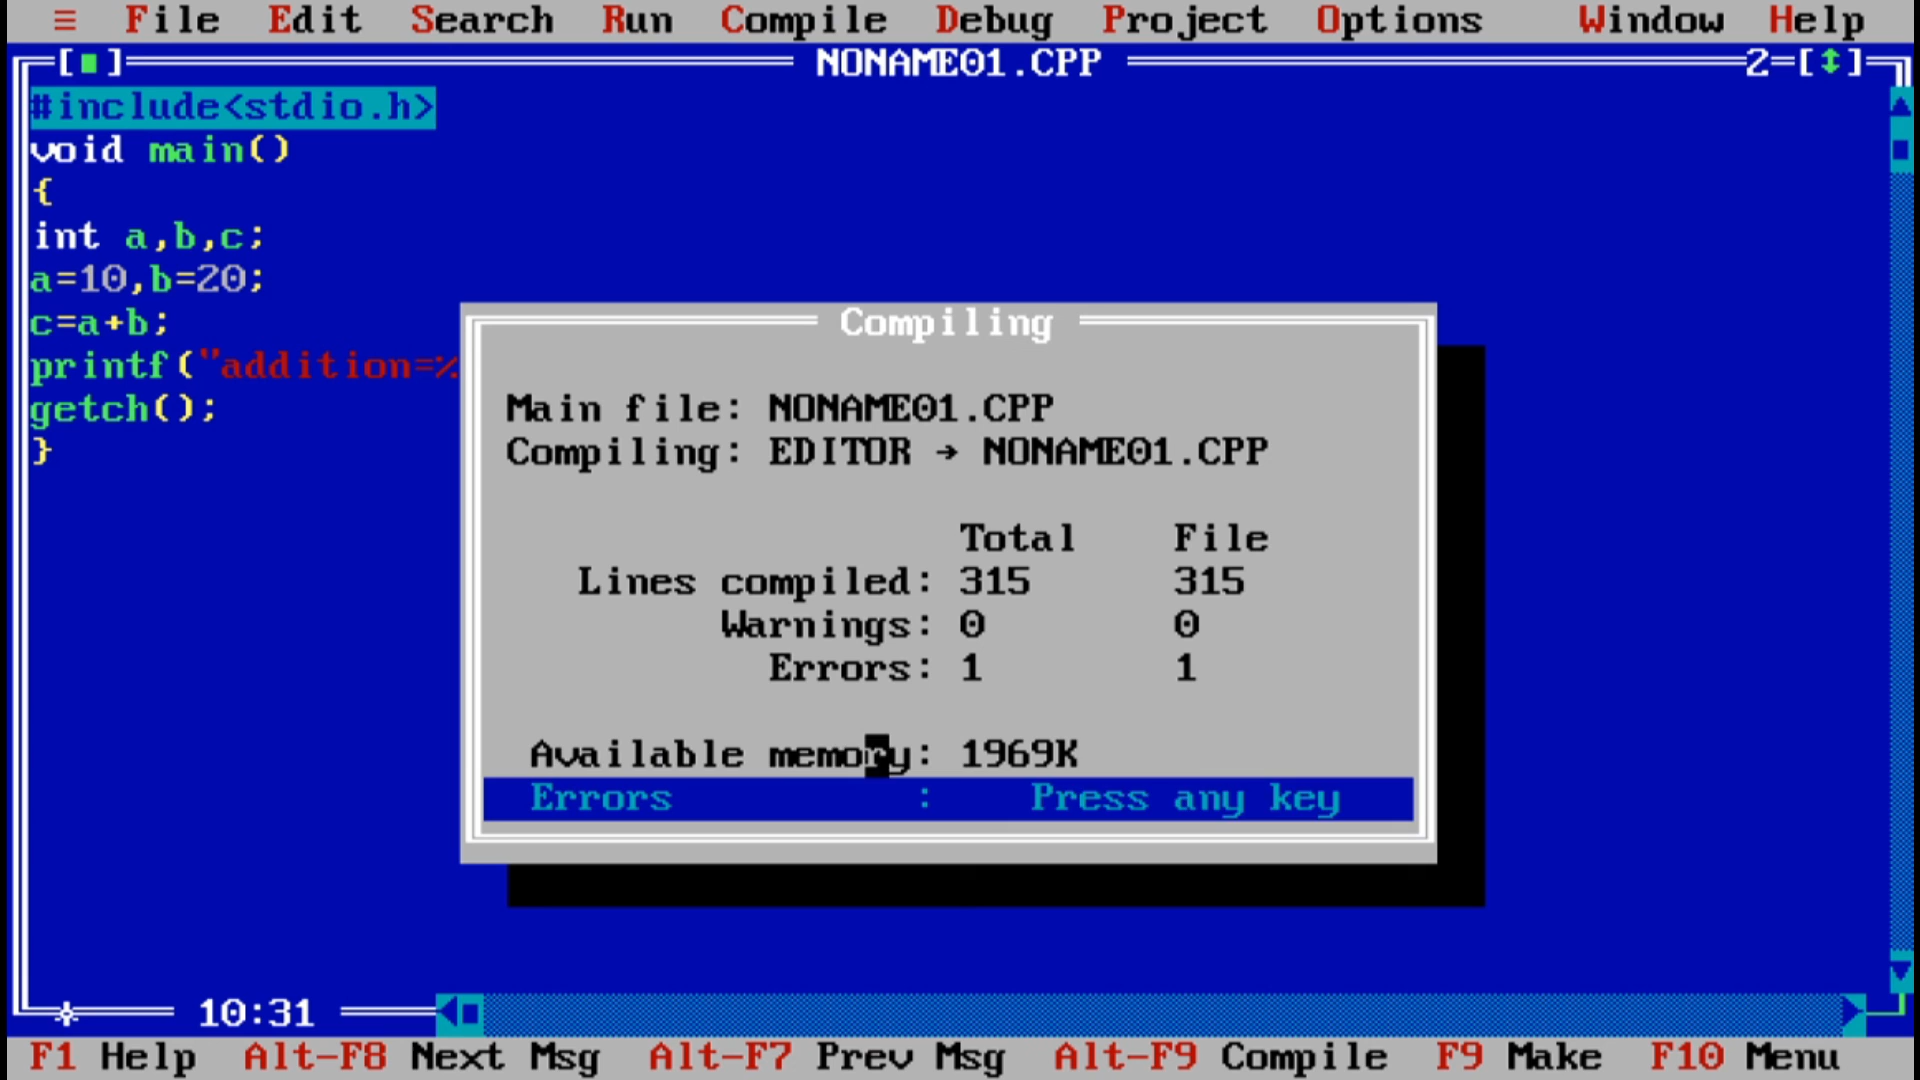 ≡ File Edit Search Run Compile Debug Project Options Window Help
[■] NONAME01.CPP 2=[↕]
#include<stdio.h>
void main()
{
int a,b,c;
a=10,b=20;
c=a+b;
printf("addition=%
getch();
}
Compiling
Main file: NONAME01.CPP
Compiling: EDITOR → NONAME01.CPP
Total File
Lines compiled: 315 315
Warnings: 0 0
Errors: 1 1
Available memory: 1969K
Errors : Press any key
10:31
F1 Help Alt-F8 Next Msg Alt-F7 Prev Msg Alt-F9 Compile F9 Make F10 Menu